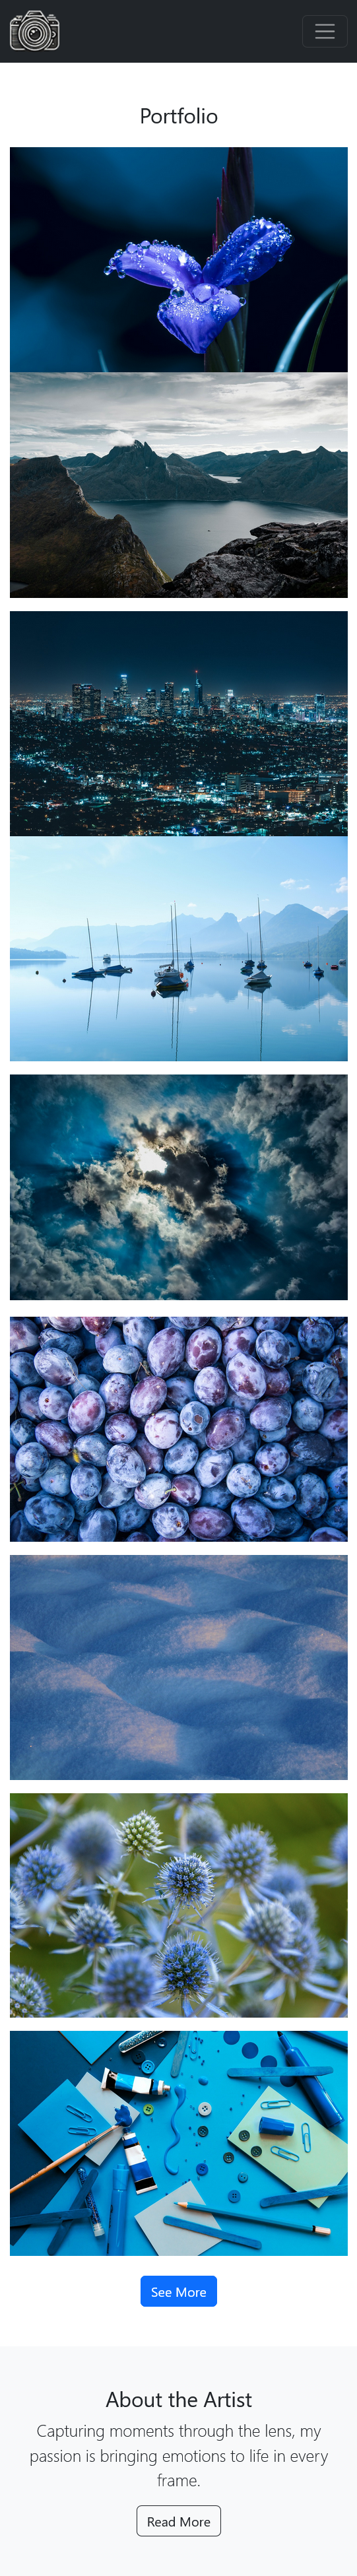 Portfolio
See More
About the Artist
Capturing moments through the lens, my
passion is bringing emotions to life in every
frame.
Read More